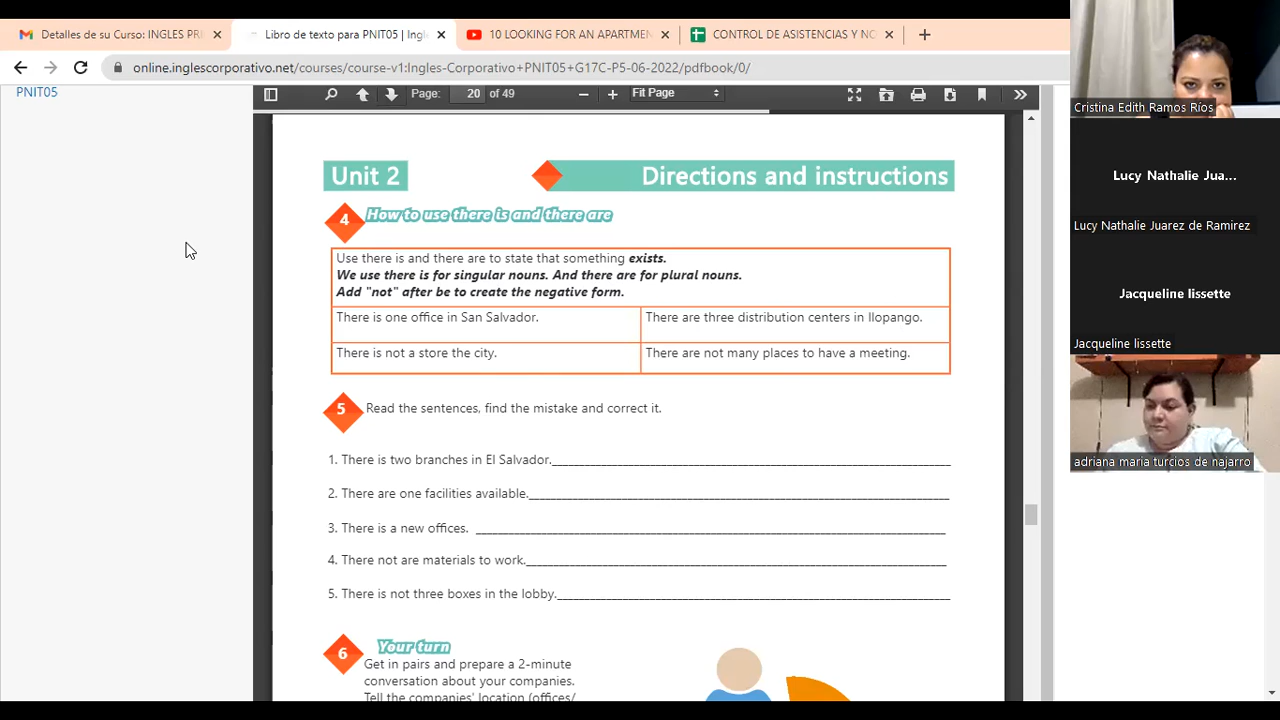 Detalles de su Curso: INGLES PRI
Libro de texto para PNIT05 | Ingl
10 LOOKING FOR AN APARTMEN
CONTROL DE ASISTENCIAS Y NO
online.inglescorporativo.net/courses/course-v1:Ingles-Corporativo+PNIT05+G17C-P5-06-2022/pdfbook/0/
PNIT05
Page: 20 of 49
Fit Page
Unit 2
Directions and instructions
4 How to use there is and there are
Use there is and there are to state that something exists.
We use there is for singular nouns. And there are for plural nouns.
Add "not" after be to create the negative form.
There is one office in San Salvador.
There are three distribution centers in Ilopango.
There is not a store the city.
There are not many places to have a meeting.
5 Read the sentences, find the mistake and correct it.
1. There is two branches in El Salvador.
2. There are one facilities available.
3. There is a new offices.
4. There not are materials to work.
5. There is not three boxes in the lobby.
6 Your turn
Get in pairs and prepare a 2-minute
conversation about your companies.
Tell the companies' location (offices/
Cristina Edith Ramos Ríos
Lucy Nathalie Jua...
Lucy Nathalie Juarez de Ramirez
Jacqueline lissette
Jacqueline lissette
adriana maria turcios de najarro